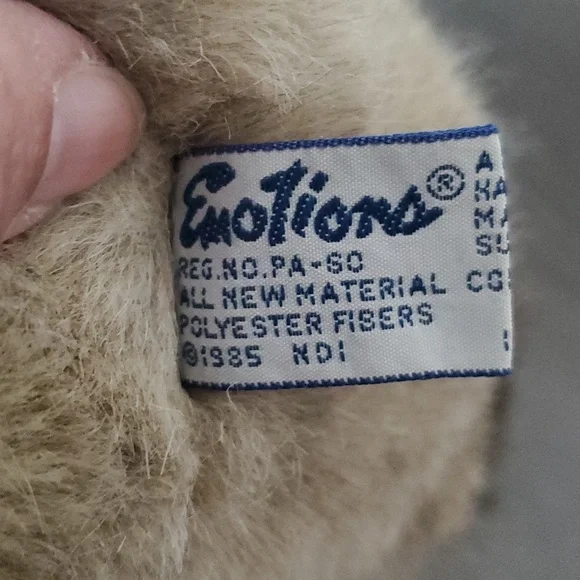 Emotions®
REG.NO.PA-60
ALL NEW MATERIAL
POLYESTER FIBERS
©1985 NDI